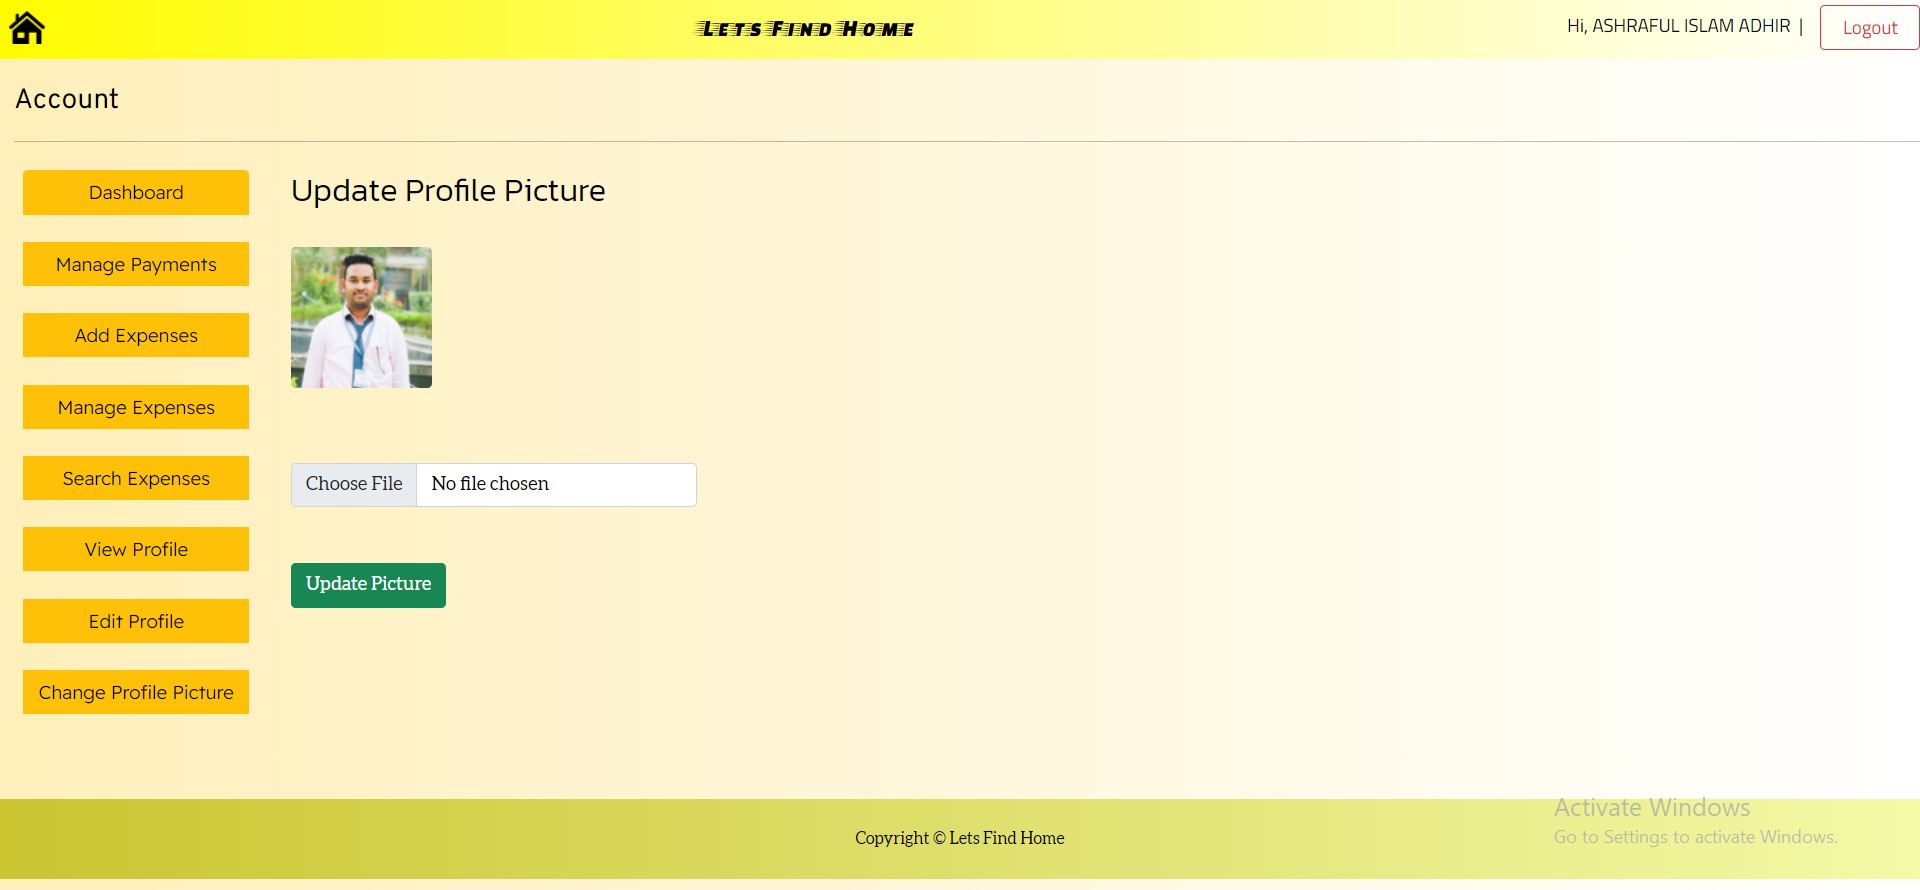 Lets Find Home
Hi, ASHRAFUL ISLAM ADHIR |
Logout
Account
Dashboard
Manage Payments
Add Expenses
Manage Expenses
Search Expenses
View Profile
Edit Profile
Change Profile Picture
Update Profile Picture
Choose File No file chosen
Update Picture
Activate Windows
Go to Settings to activate Windows.
Copyright © Lets Find Home